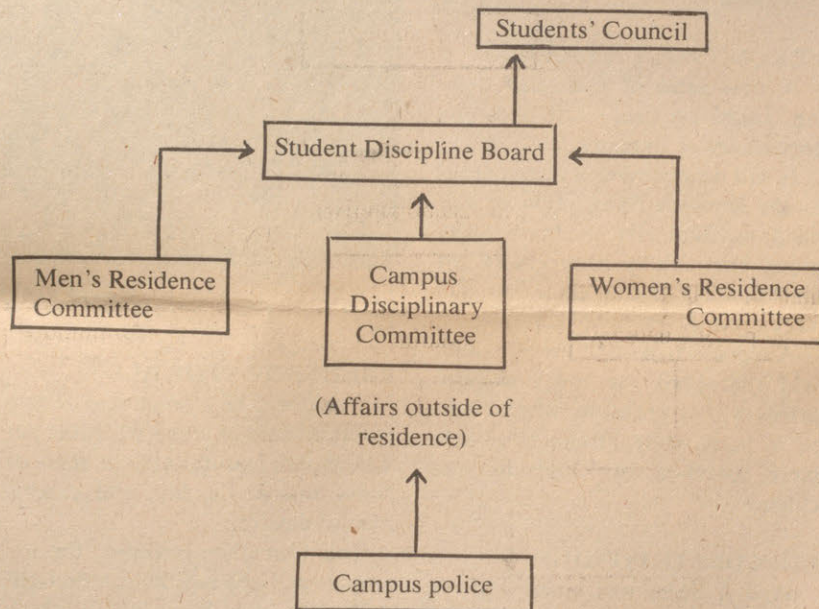 Students’ Council
Student Discipline Board
Men’s Residence
Committee
Campus
Disciplinary
Committee
Women’s Residence
Committee
(Affairs outside of
residence)
Campus police